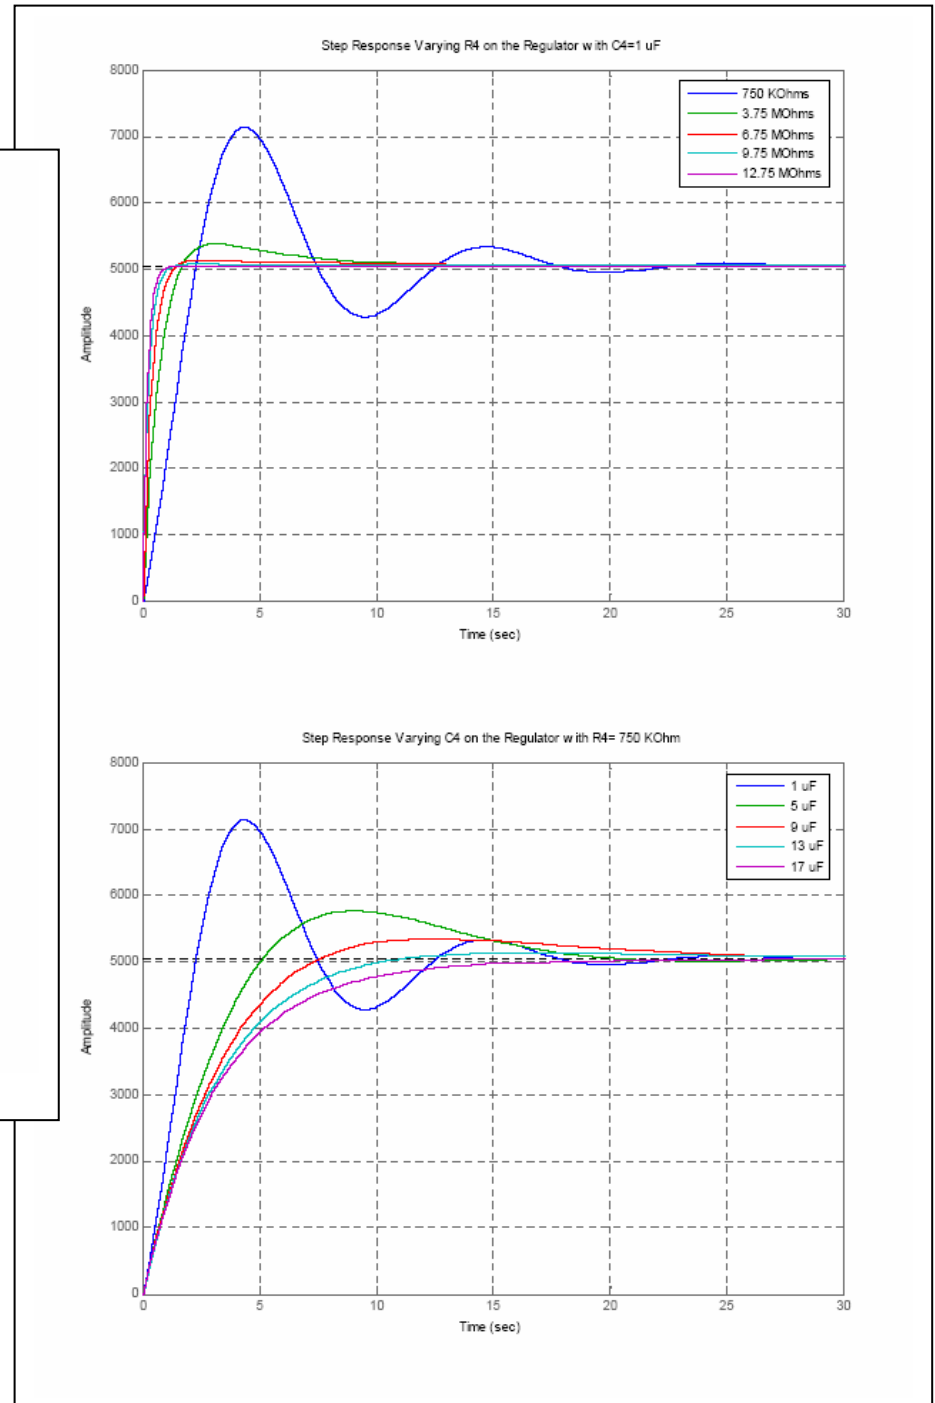 Step Response Varying R4 on the Regulator with C4=1 uF
8000
7000
6000
5000
4000
3000
2000
1000
0
Amplitude
750 KOhms
3.75 MOhms
6.75 MOhms
9.75 MOhms
12.75 MOhms
0 5 10 15 20 25 30
Time (sec)
Step Response Varying C4 on the Regulator with R4= 750 KOhm
8000
7000
6000
5000
4000
3000
2000
1000
0
Amplitude
1 uF
5 uF
9 uF
13 uF
17 uF
0 5 10 15 20 25 30
Time (sec)